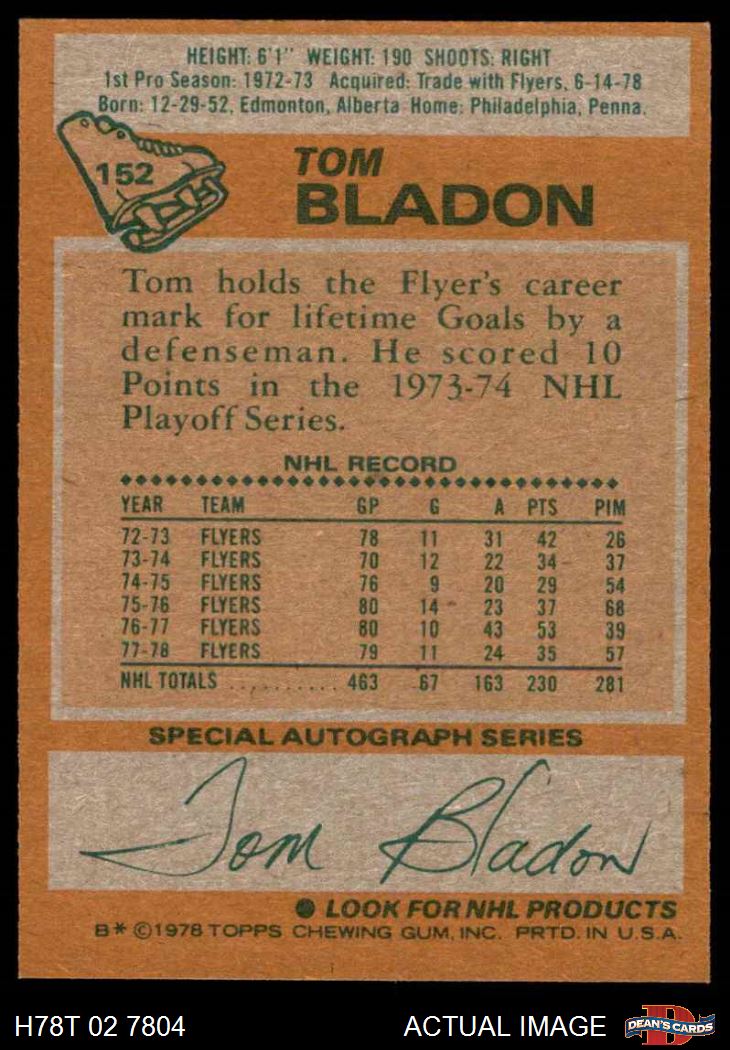 HEIGHT: 6'1" WEIGHT: 190 SHOOTS: RIGHT
1st Pro Season: 1972-73 Acquired: Trade with Flyers, 6-14-78
Born: 12-29-52, Edmonton, Alberta Home: Philadelphia, Penna.
152
TOM
BLADON
Tom holds the Flyer's career
mark for lifetime Goals by a
defenseman. He scored 10
Points in the 1973-74 NHL
Playoff Series.
NHL RECORD
YEAR TEAM GP G A PTS PIM
72-73 FLYERS 78 11 31 42 26
73-74 FLYERS 70 12 22 34 37
74-75 FLYERS 76 9 20 29 54
75-76 FLYERS 80 14 23 37 68
76-77 FLYERS 80 10 43 53 39
77-78 FLYERS 79 11 24 35 57
NHL TOTALS .......... 463 67 163 230 281
SPECIAL AUTOGRAPH SERIES
Tom Bladon
● LOOK FOR NHL PRODUCTS
B* ©1978 TOPPS CHEWING GUM, INC. PRTD. IN U.S.A.
H78T 02 7804 ACTUAL IMAGE D DEAN'S CARDS